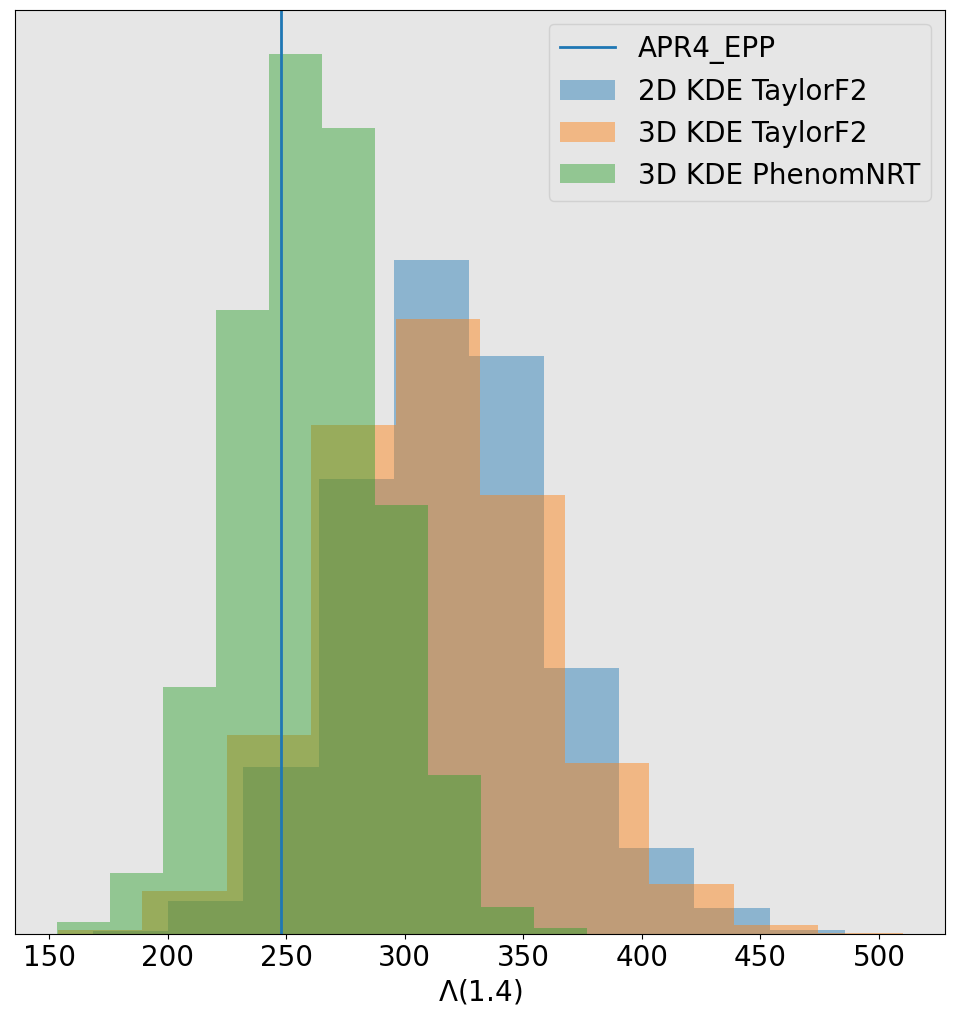 APR4_EPP
2D KDE TaylorF2
3D KDE TaylorF2
3D KDE PhenomNRT
150 200 250 300 350 400 450 500
Λ(1.4)